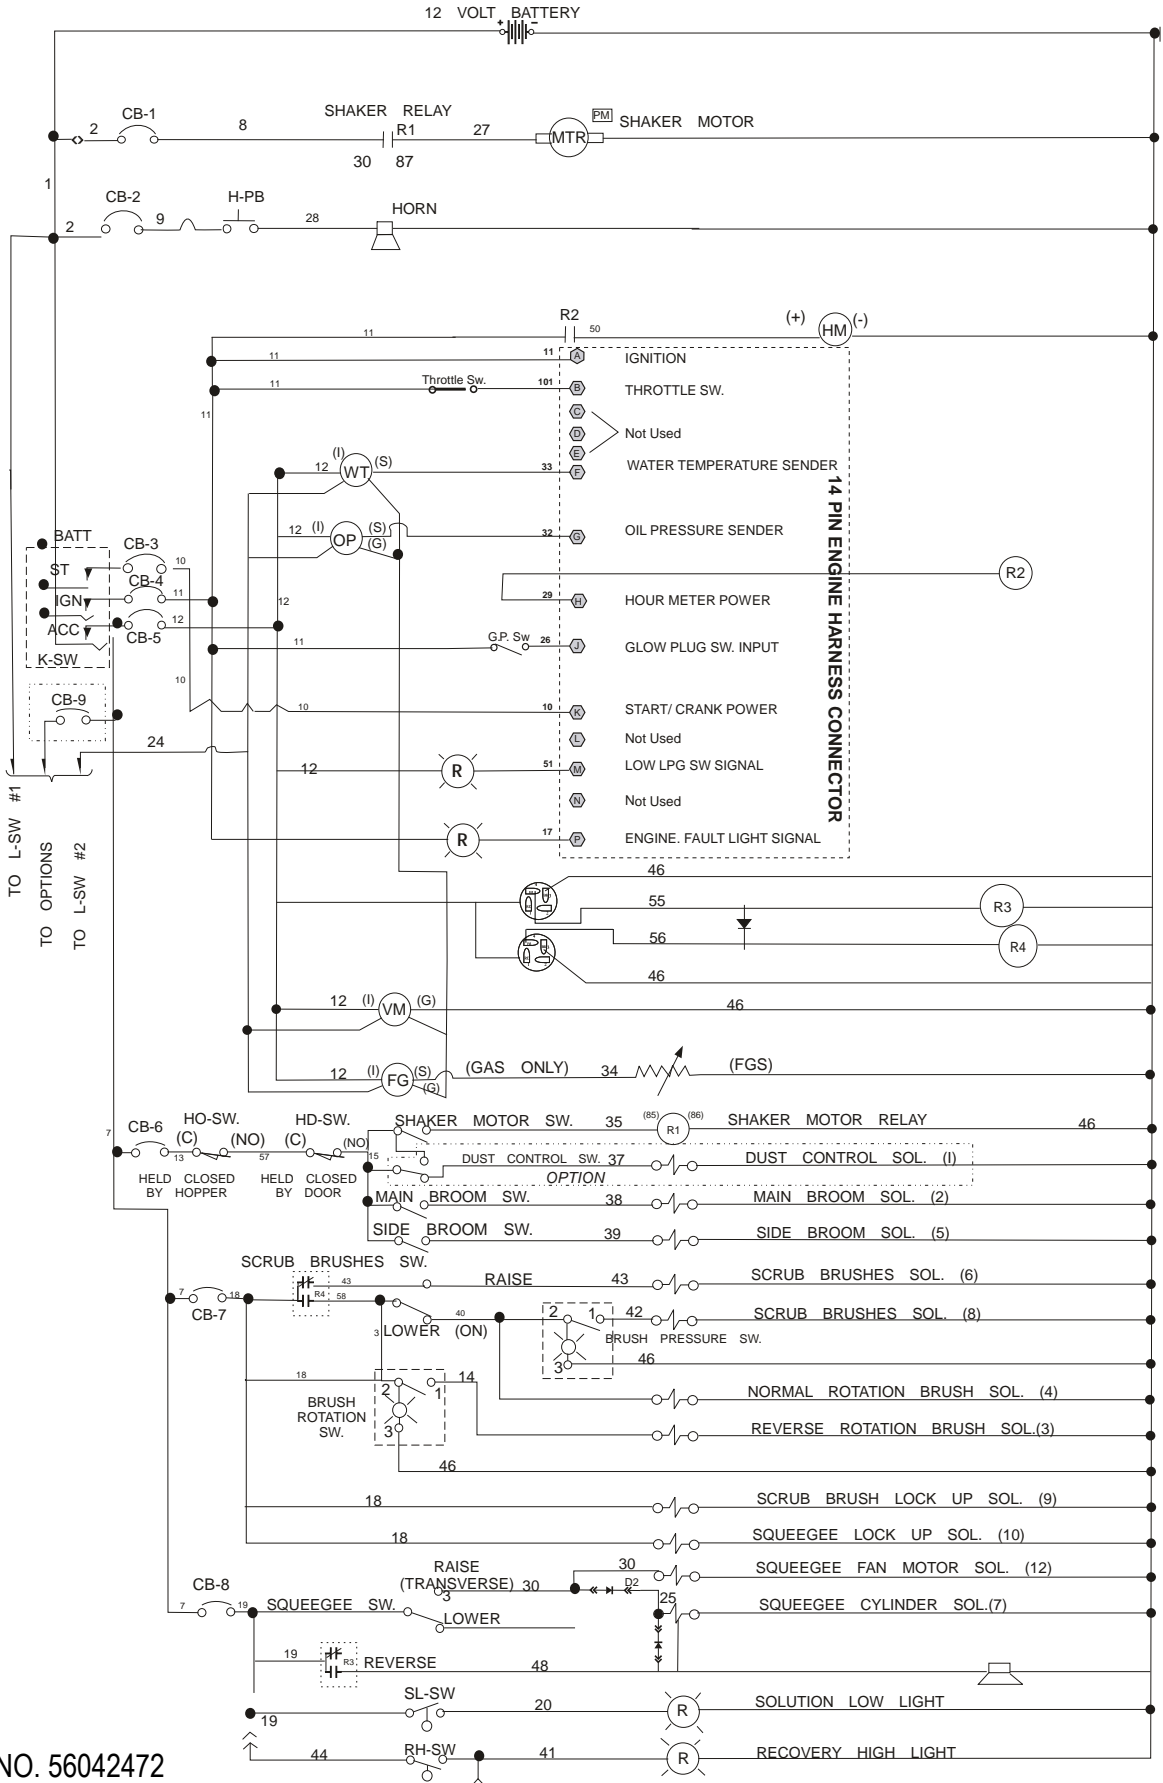 12 VOLT BATTERY
+ −
CB-1
SHAKER RELAY
PM SHAKER MOTOR
2
8
R1
27
MTR
30 87
1
CB-2
H-PB
HORN
2
9
28
R2
50
(+) HM (-)
11
11
11 A IGNITION
11
Throttle Sw.
101 B THROTTLE SW.
11
C
D Not Used
E
12 (I) WT (S)
33 F WATER TEMPERATURE SENDER
12 (I) OP (S)
(G)
32 G OIL PRESSURE SENDER
14 PIN ENGINE HARNESS CONNECTOR
BATT
CB-3
ST
10
R2
CB-4
IGN
11
12
29 H HOUR METER POWER
12
ACC
CB-5
K-SW
11
G.P. Sw
26 J GLOW PLUG SW. INPUT
10
CB-9
10
10 K START/ CRANK POWER
24
L Not Used
12
R
51 M LOW LPG SW SIGNAL
N Not Used
R
17 P ENGINE. FAULT LIGHT SIGNAL
TO L-SW #1
TO OPTIONS
TO L-SW #2
46
55
R3
56
R4
46
12 (I) VM (G)
46
12 (I) FG (S)
(G)
(GAS ONLY) 34
(FGS)
7
CB-6
HO-SW.
HD-SW.
SHAKER MOTOR SW. 35
(85) R1 (86)
SHAKER MOTOR RELAY
46
(C) (NO) (C) (NO)
13 57 15
DUST CONTROL SW. 37
DUST CONTROL SOL. (I)
OPTION
HELD CLOSED
BY HOPPER
HELD CLOSED
BY DOOR
MAIN BROOM SW. 38
MAIN BROOM SOL. (2)
SIDE BROOM SW. 39
SIDE BROOM SOL. (5)
SCRUB BRUSHES SW.
43
RAISE
43
SCRUB BRUSHES SOL. (6)
7
18
R4
58
CB-7
40
2 1
42
SCRUB BRUSHES SOL. (8)
3
LOWER (ON)
BRUSH PRESSURE SW.
3
46
18
2 1
14
NORMAL ROTATION BRUSH SOL. (4)
BRUSH
ROTATION
SW.
3
REVERSE ROTATION BRUSH SOL.(3)
46
18
SCRUB BRUSH LOCK UP SOL. (9)
18
SQUEEGEE LOCK UP SOL. (10)
RAISE
(TRANSVERSE)
3
30
30
SQUEEGEE FAN MOTOR SOL. (12)
CB-8
D2
7
19
SQUEEGEE SW.
LOWER
25
SQUEEGEE CYLINDER SOL.(7)
19
R3
REVERSE
48
SL-SW
20
R
SOLUTION LOW LIGHT
19
44
RH-SW
41
R
RECOVERY HIGH LIGHT
NO. 56042472